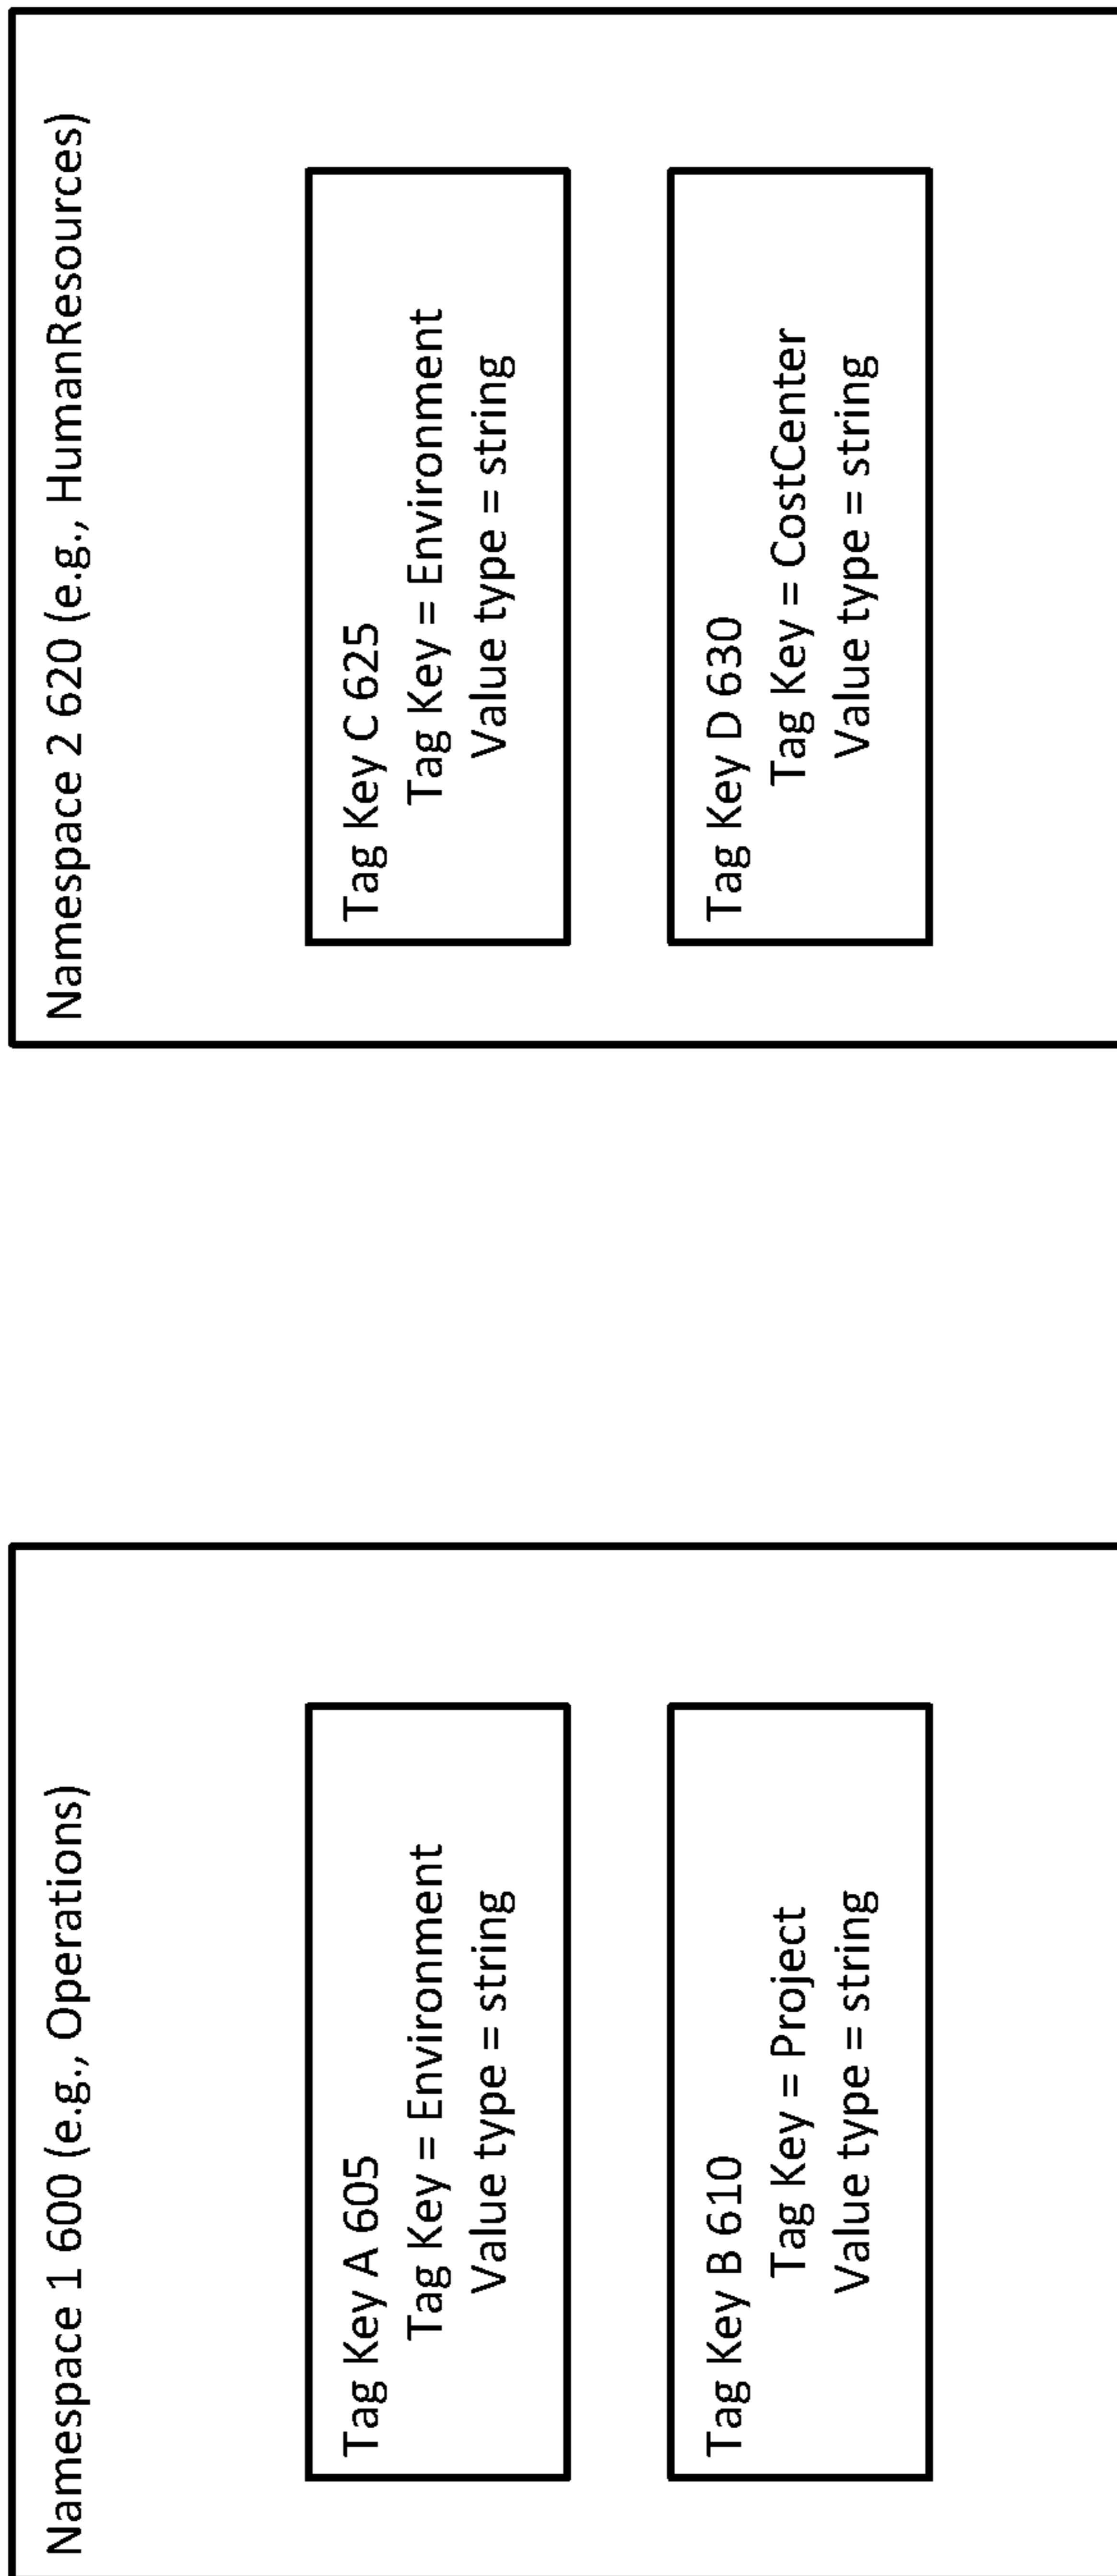 Namespace 1 600 (e.g., Operations)
Tag Key A 605
Tag Key = Environment
Value type = string
Tag Key B 610
Tag Key = Project
Value type = string
Namespace 2 620 (e.g., HumanResources)
Tag Key C 625
Tag Key = Environment
Value type = string
Tag Key D 630
Tag Key = CostCenter
Value type = string